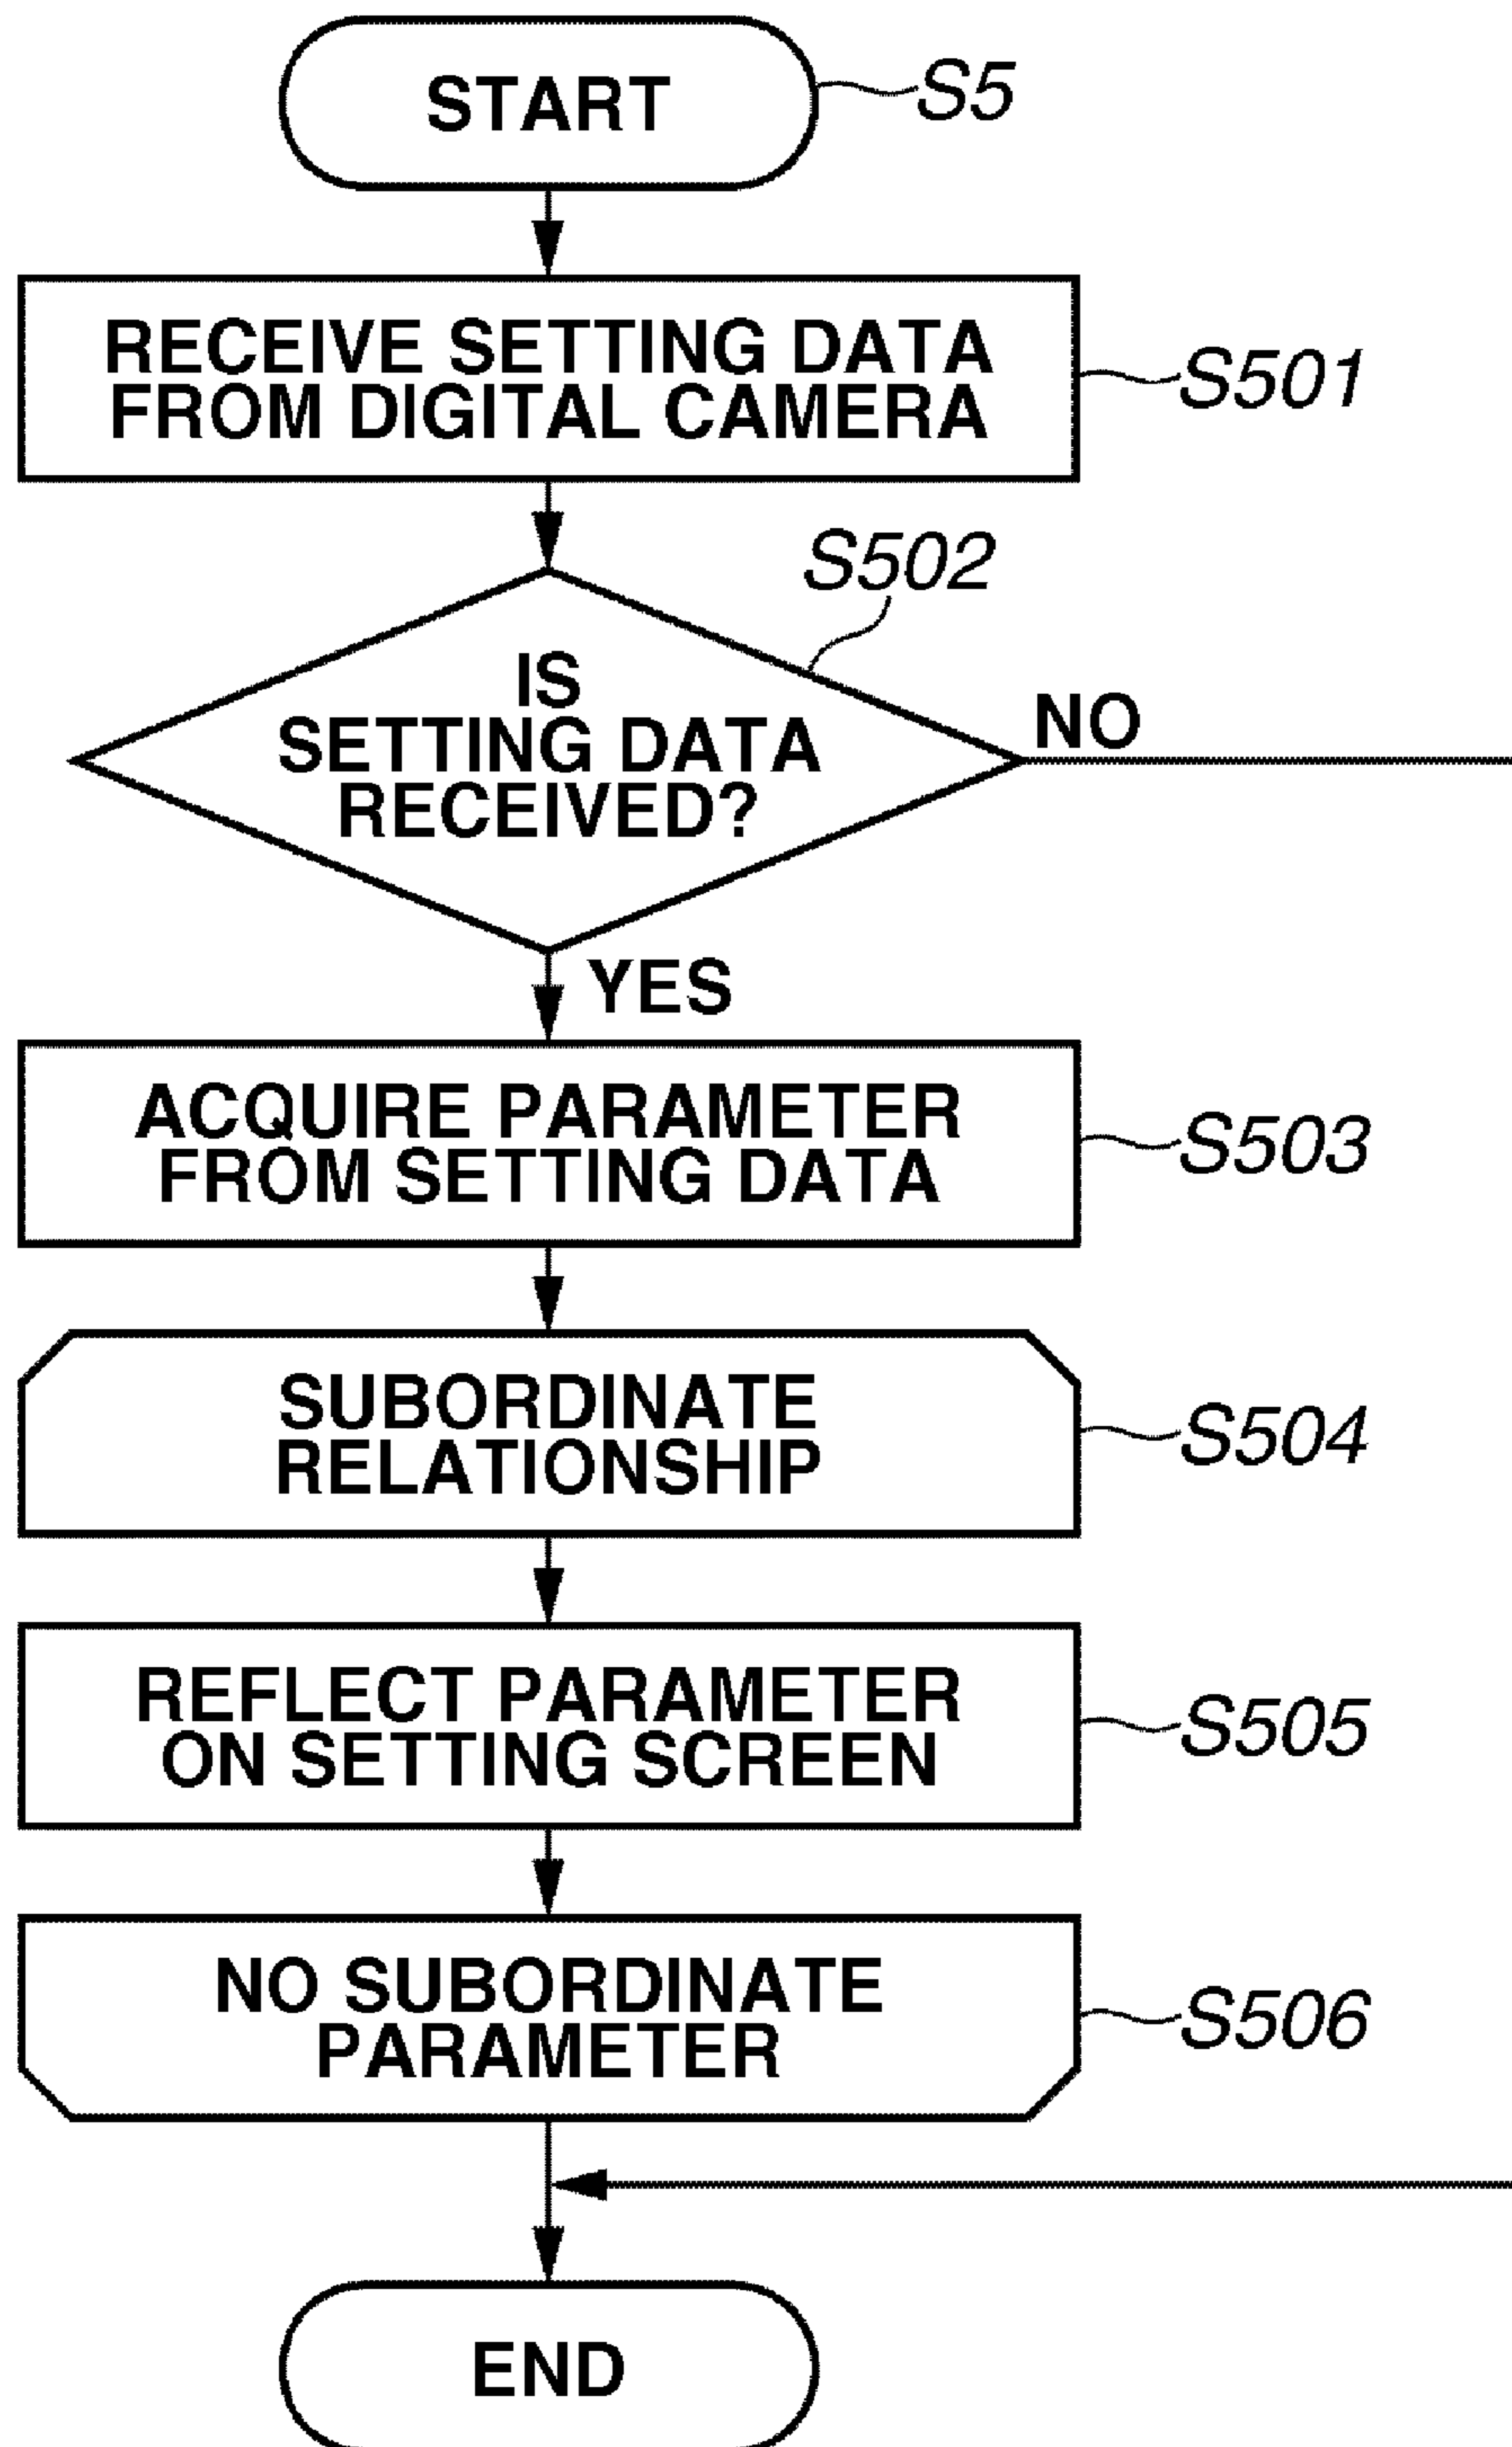 START
S5
RECEIVE SETTING DATA
FROM DIGITAL CAMERA
S501
S502
IS
SETTING DATA
RECEIVED?
NO
YES
ACQUIRE PARAMETER
FROM SETTING DATA
S503
SUBORDINATE
RELATIONSHIP
S504
REFLECT PARAMETER
ON SETTING SCREEN
S505
NO SUBORDINATE
PARAMETER
S506
END